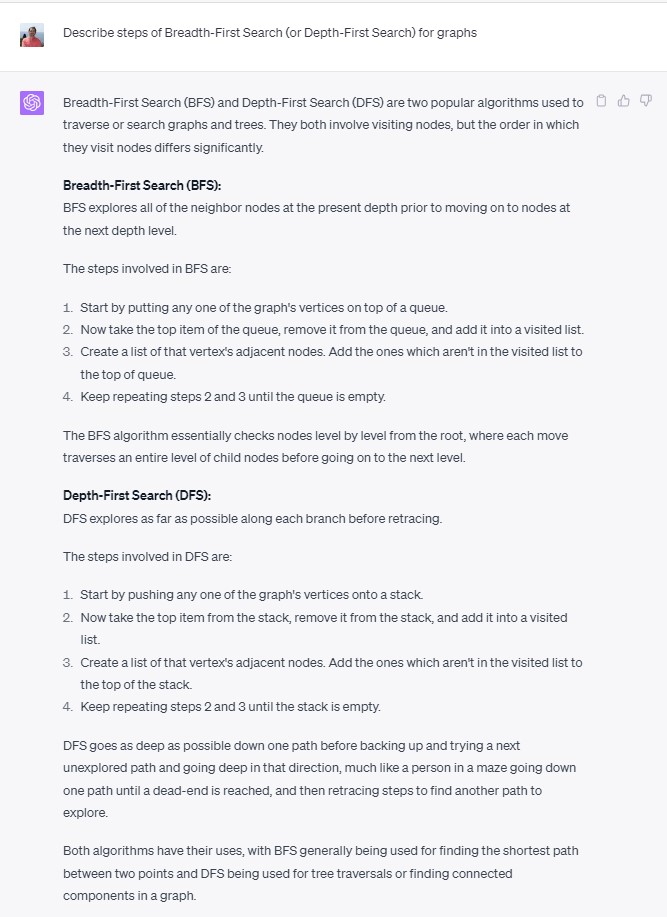 Describe steps of Breadth-First Search (or Depth-First Search) for graphs
Breadth-First Search (BFS) and Depth-First Search (DFS) are two popular algorithms used to
traverse or search graphs and trees. They both involve visiting nodes, but the order in which
they visit nodes differs significantly.
Breadth-First Search (BFS):
BFS explores all of the neighbor nodes at the present depth prior to moving on to nodes at
the next depth level.
The steps involved in BFS are:
1. Start by putting any one of the graph's vertices on top of a queue.
2. Now take the top item of the queue, remove it from the queue, and add it into a visited list.
3. Create a list of that vertex's adjacent nodes. Add the ones which aren't in the visited list to
the top of queue.
4. Keep repeating steps 2 and 3 until the queue is empty.
The BFS algorithm essentially checks nodes level by level from the root, where each move
traverses an entire level of child nodes before going on to the next level.
Depth-First Search (DFS):
DFS explores as far as possible along each branch before retracing.
The steps involved in DFS are:
1. Start by pushing any one of the graph's vertices onto a stack.
2. Now take the top item from the stack, remove it from the stack, and add it into a visited
list.
3. Create a list of that vertex's adjacent nodes. Add the ones which aren't in the visited list to
the top of the stack.
4. Keep repeating steps 2 and 3 until the stack is empty.
DFS goes as deep as possible down one path before backing up and trying a next
unexplored path and going deep in that direction, much like a person in a maze going down
one path until a dead-end is reached, and then retracing steps to find another path to
explore.
Both algorithms have their uses, with BFS generally being used for finding the shortest path
between two points and DFS being used for tree traversals or finding connected
components in a graph.